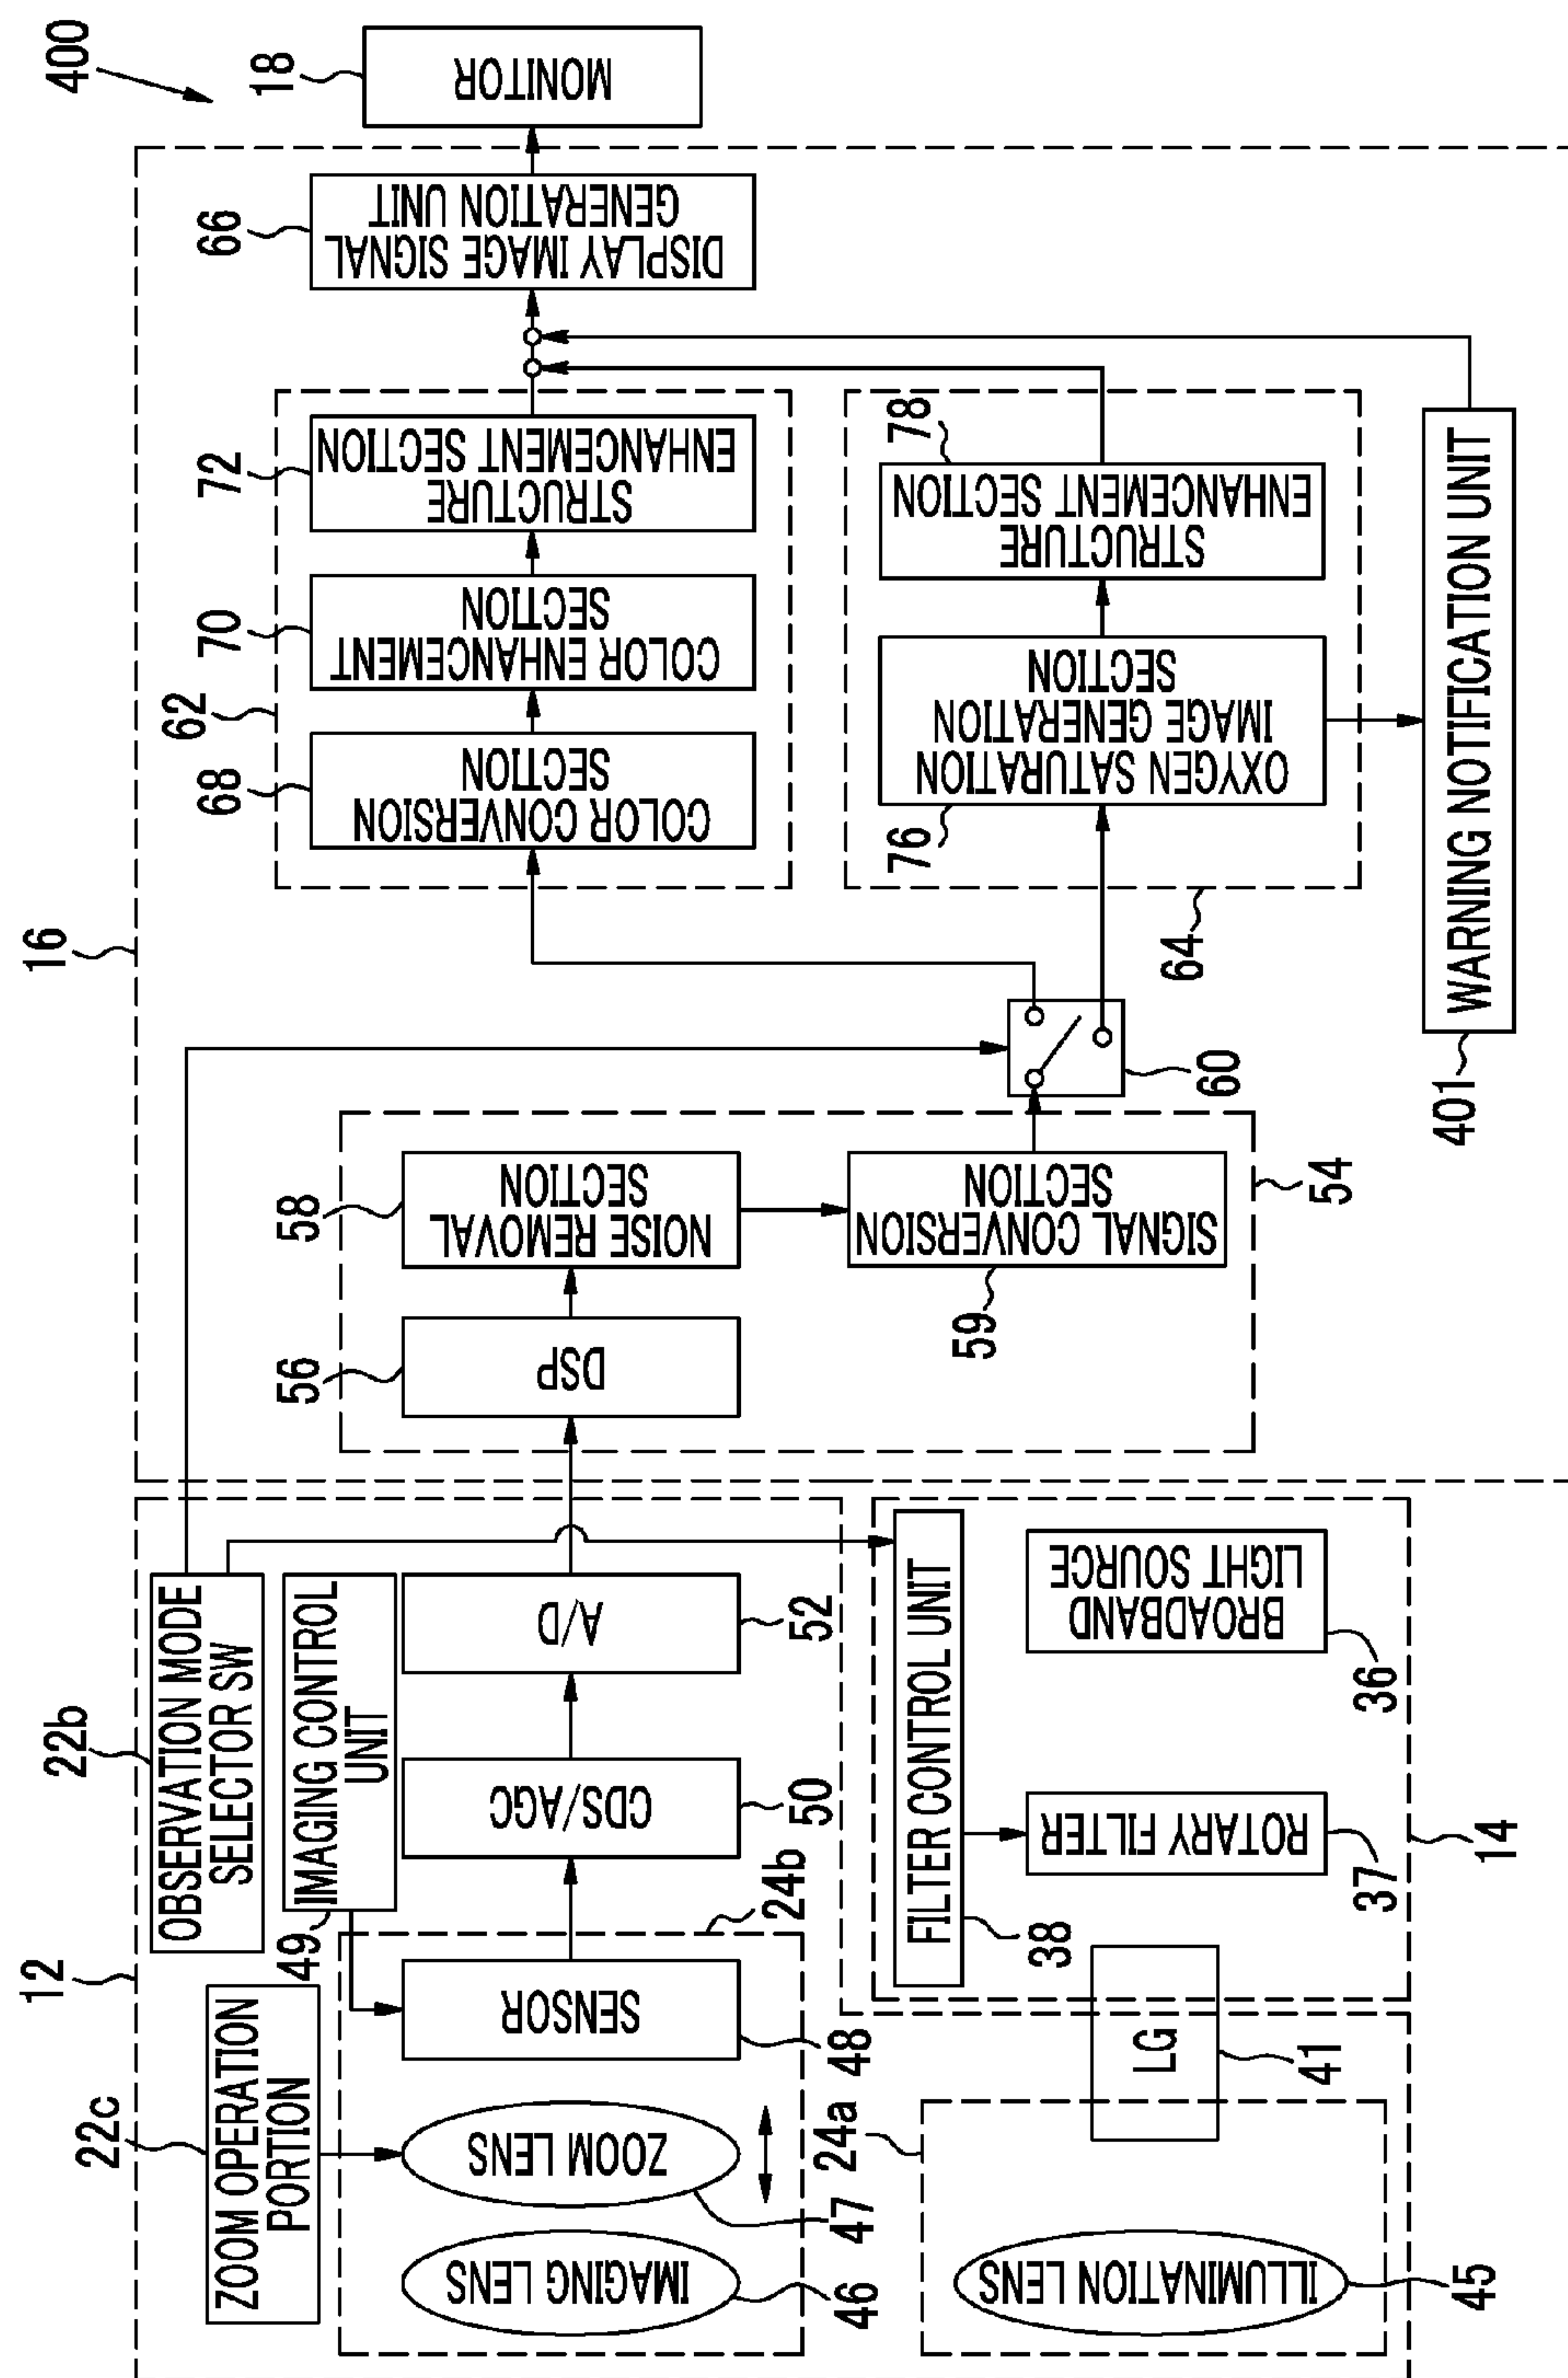 400
18
MONITOR
16
66
DISPLAY IMAGE SIGNAL
GENERATION UNIT
62
68
COLOR CONVERSION
SECTION
70
COLOR ENHANCEMENT
SECTION
72
STRUCTURE
ENHANCEMENT SECTION
64
76
OXYGEN SATURATION
IMAGE GENERATION
SECTION
78
STRUCTURE
ENHANCEMENT SECTION
WARNING NOTIFICATION UNIT
401
60
54
56
DSP
58
NOISE REMOVAL
SECTION
59
SIGNAL CONVERSION
SECTION
12
22b
OBSERVATION MODE
SELECTOR SW
22c
ZOOM OPERATION
PORTION
49
IMAGING CONTROL
UNIT
A/D
52
CDS/AGC
50
24b
SENSOR
48
ZOOM LENS
47
IMAGING LENS
46
24a
ILLUMINATION LENS
45
LG
41
14
FILTER CONTROL UNIT
38
BROADBAND
LIGHT SOURCE
36
ROTARY FILTER
37